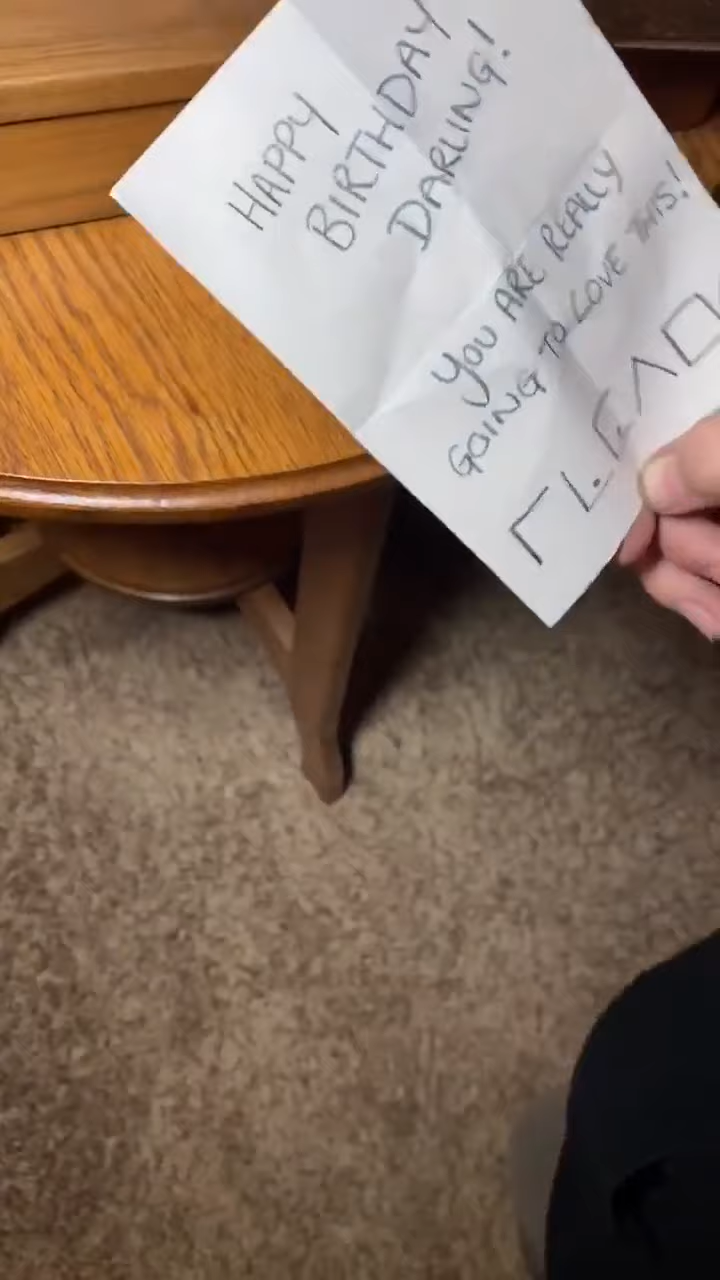 HAPPY
BIRTHDAY
DARLING!
YOU ARE REALLY
GOING TO LOVE THIS!